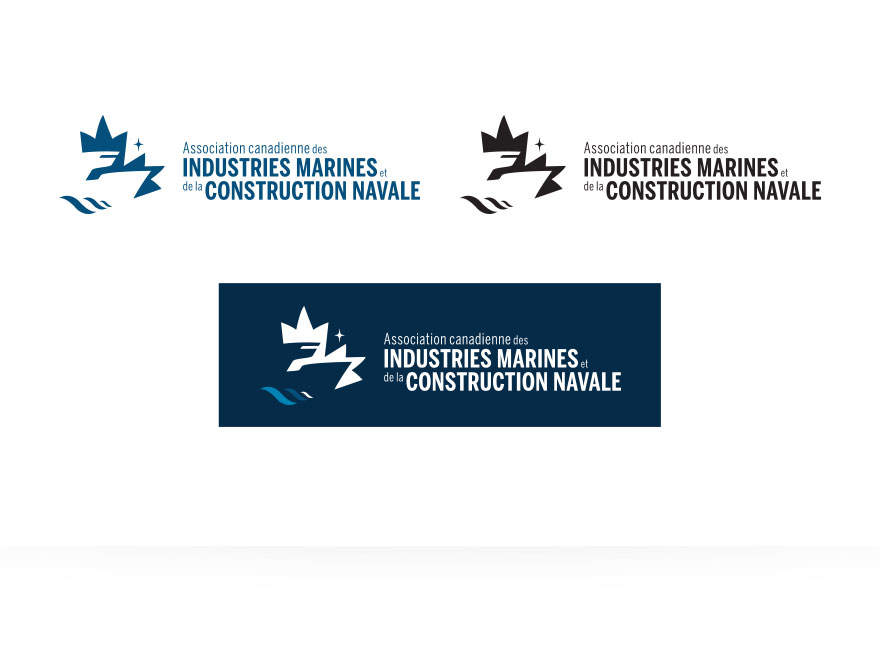 Association canadienne des
INDUSTRIES MARINES et
de la CONSTRUCTION NAVALE
Association canadienne des
INDUSTRIES MARINES et
de la CONSTRUCTION NAVALE
Association canadienne des
INDUSTRIES MARINES et
de la CONSTRUCTION NAVALE